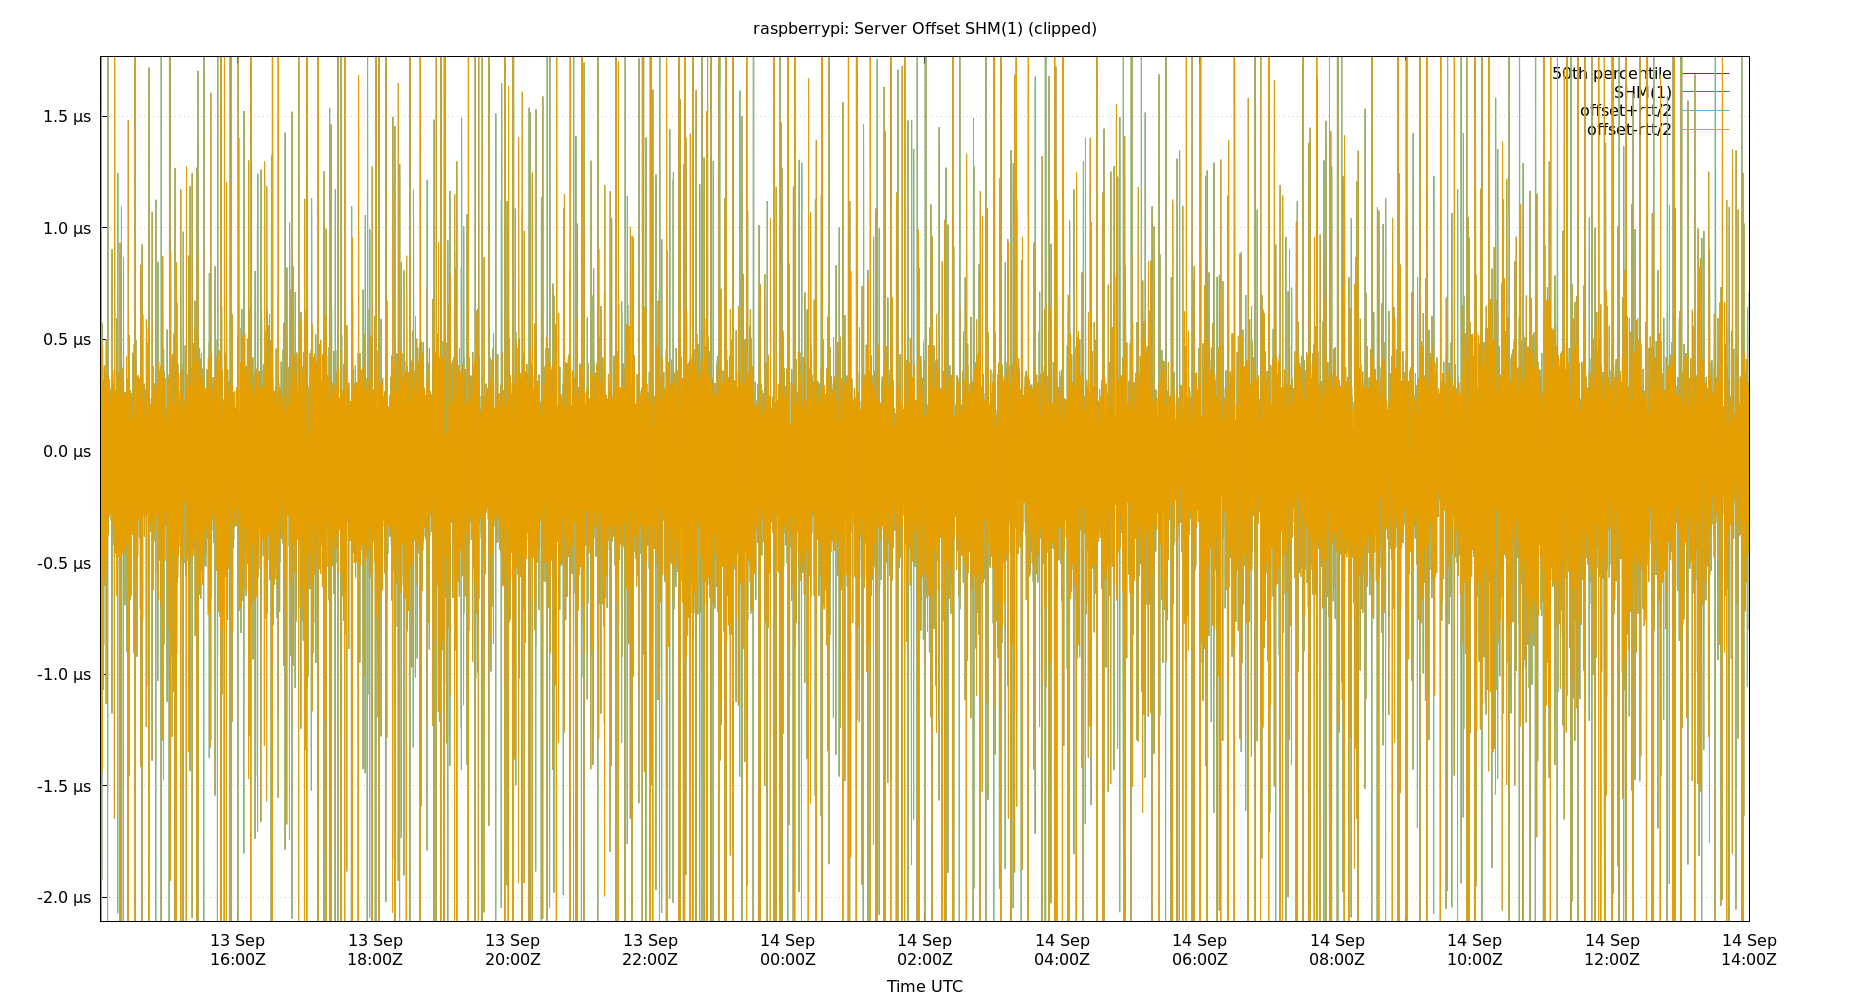 raspberrypi: Server Offset SHM(1) (clipped)
50th percentile
SHM(1)
offset+rtt/2
offset-rtt/2
1.5 µs
1.0 µs
0.5 µs
0.0 µs
-0.5 µs
-1.0 µs
-1.5 µs
-2.0 µs
13 Sep 13 Sep 13 Sep 13 Sep 14 Sep 14 Sep 14 Sep 14 Sep 14 Sep 14 Sep 14 Sep 14 Sep
16:00Z 18:00Z 20:00Z 22:00Z 00:00Z 02:00Z 04:00Z 06:00Z 08:00Z 10:00Z 12:00Z 14:00Z
Time UTC